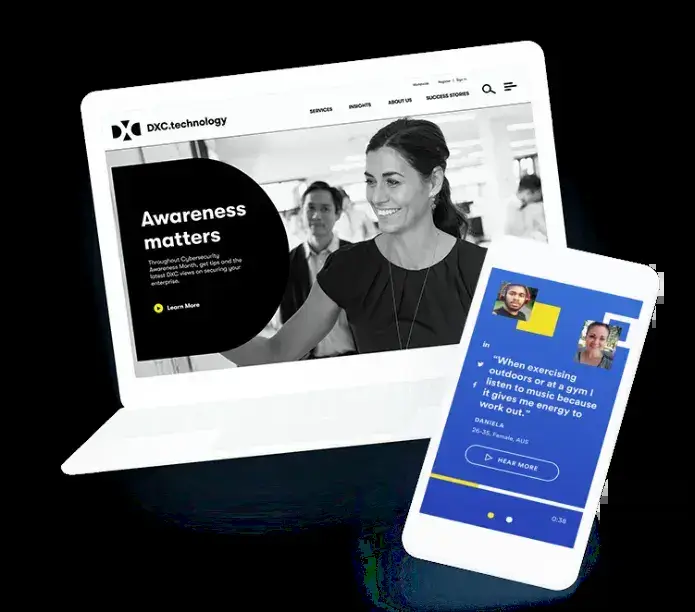 Worldwide Register | Sign In
SERVICES INSIGHTS ABOUT US SUCCESS STORIES
DXC.technology
Awareness
matters
Throughout Cybersecurity
Awareness Month, get tips and the
latest DXC views on securing your
enterprise.
Learn More
in
f
"When exercising
outdoors or at a gym I
listen to music because
it gives me energy to
work out."
DANIELA
26-35, Female, AUS
HEAR MORE
0:38